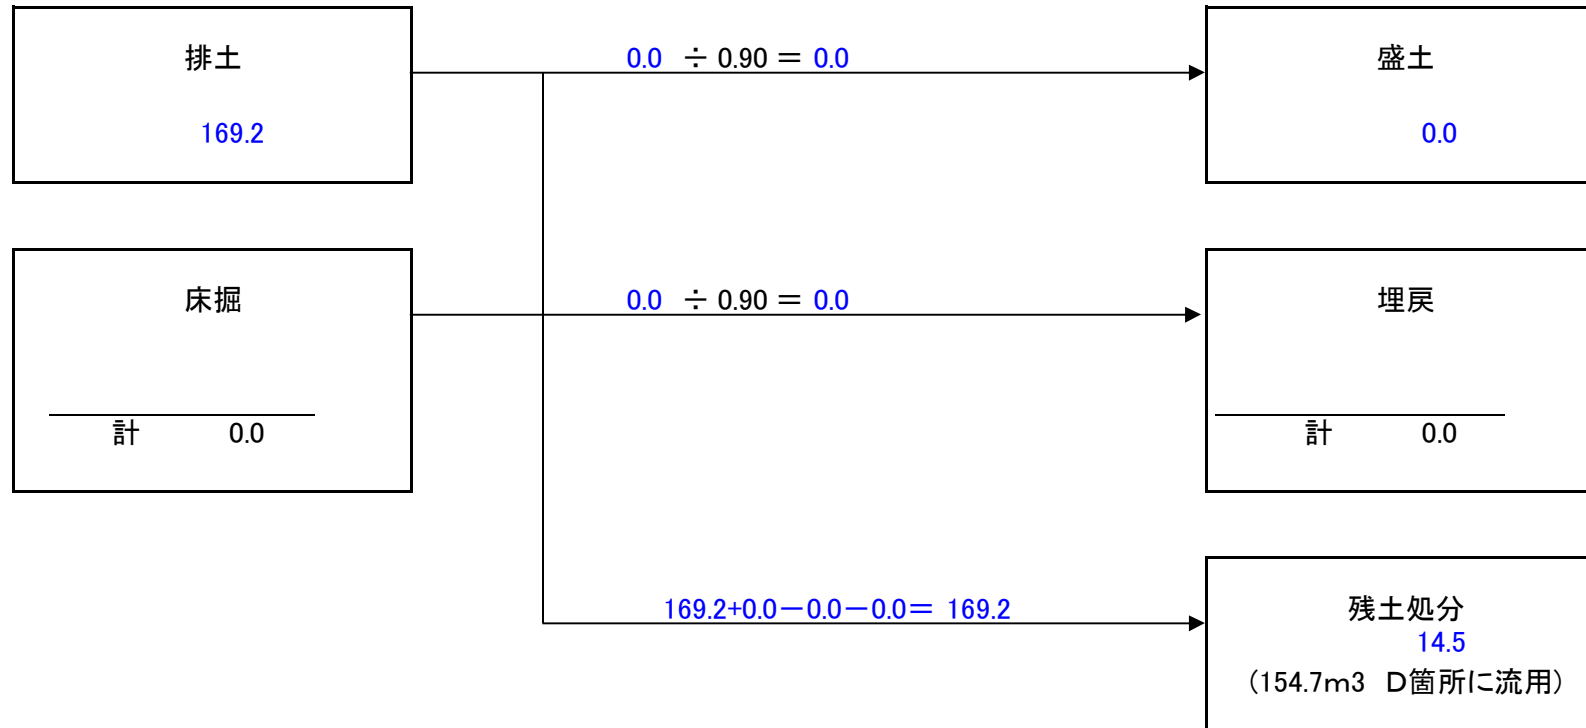 排土
0.0 ÷ 0.90 = 0.0
盛土
169.2
0.0
床掘
0.0 ÷ 0.90 = 0.0
埋戻
計 0.0
計 0.0
169.2+0.0-0.0-0.0= 169.2
残土処分
14.5
(154.7m3 D箇所に流用)